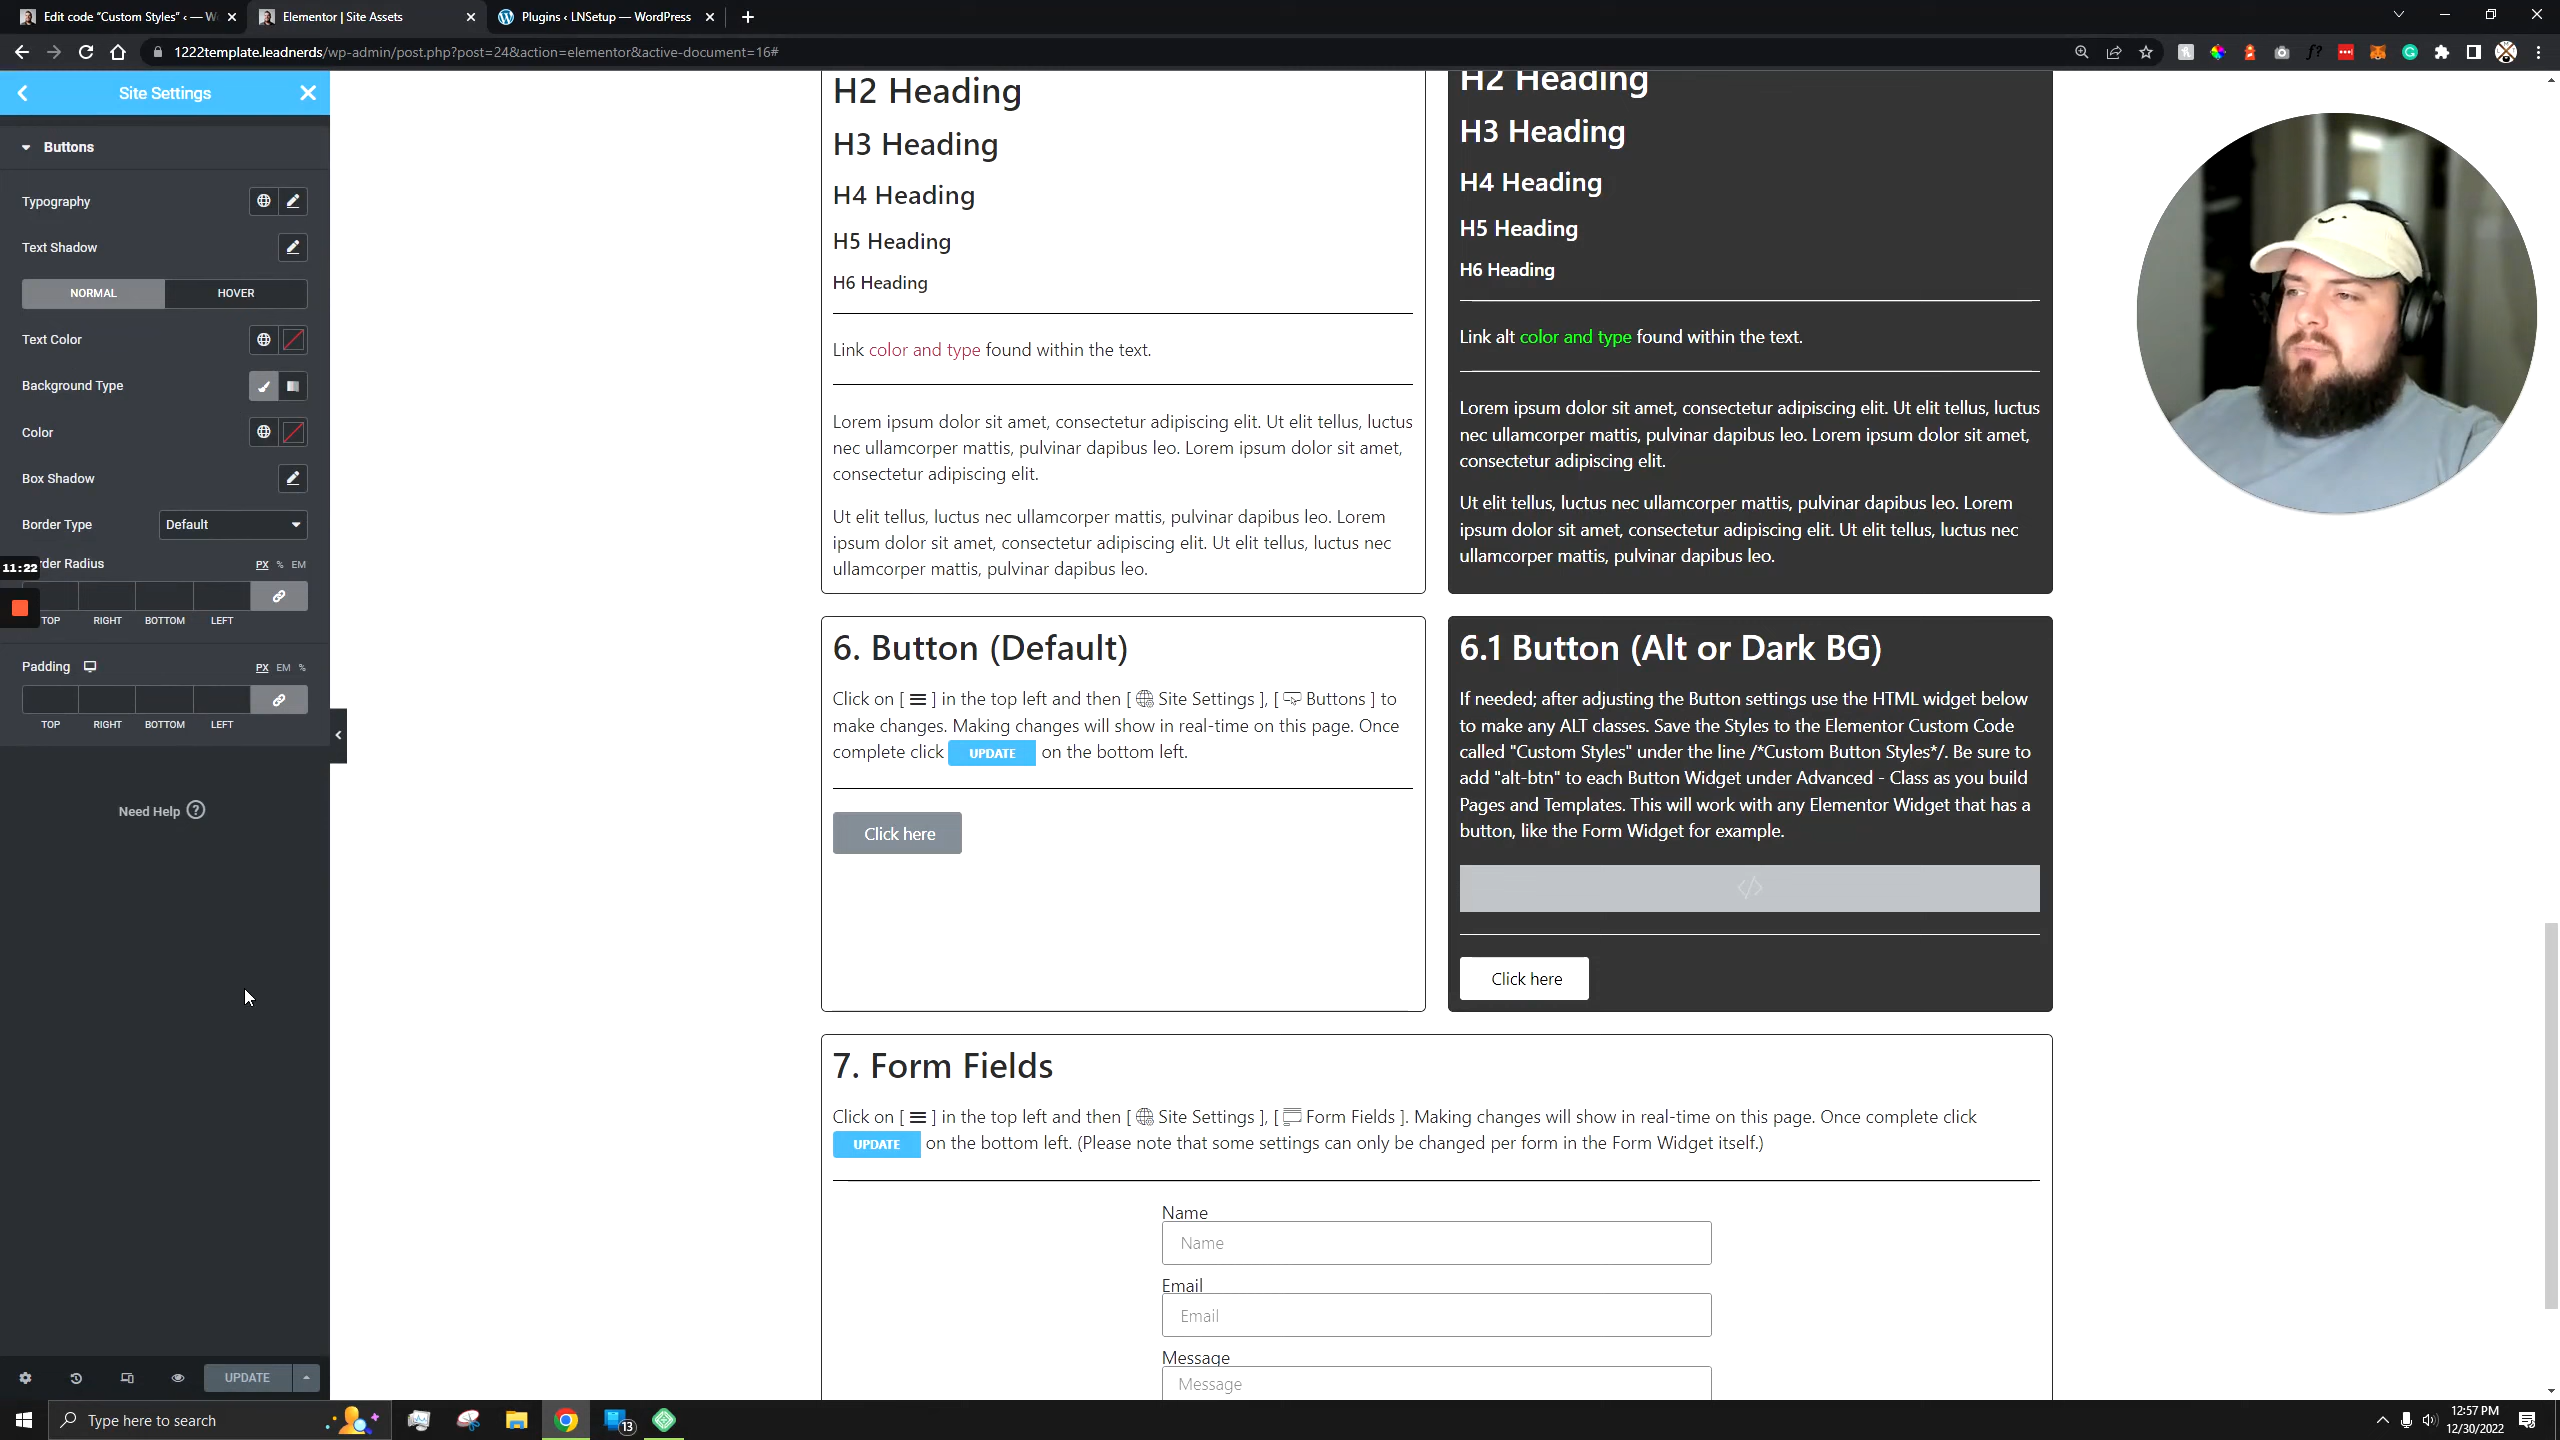 Edit code “Custom Styles” ‹ — W
Elementor | Site Assets
Plugins ‹ LNSetup — WordPress
1222template.leadnerds/wp-admin/post.php?post=24&action=elementor&active-document=16#
Site Settings
Buttons
Typography
Text Shadow
NORMAL
HOVER
Text Color
Background Type
Color
Box Shadow
Border Type
Default
11:22
der Radius
PX % EM
TOP RIGHT BOTTOM LEFT
Padding
PX EM %
TOP RIGHT BOTTOM LEFT
Need Help
UPDATE
H2 Heading
H3 Heading
H4 Heading
H5 Heading
H6 Heading
Link color and type found within the text.
Lorem ipsum dolor sit amet, consectetur adipiscing elit. Ut elit tellus, luctus
nec ullamcorper mattis, pulvinar dapibus leo. Lorem ipsum dolor sit amet,
consectetur adipiscing elit.
Ut elit tellus, luctus nec ullamcorper mattis, pulvinar dapibus leo. Lorem
ipsum dolor sit amet, consectetur adipiscing elit. Ut elit tellus, luctus nec
ullamcorper mattis, pulvinar dapibus leo.
H2 Heading
H3 Heading
H4 Heading
H5 Heading
H6 Heading
Link alt color and type found within the text.
Lorem ipsum dolor sit amet, consectetur adipiscing elit. Ut elit tellus, luctus
nec ullamcorper mattis, pulvinar dapibus leo. Lorem ipsum dolor sit amet,
consectetur adipiscing elit.
Ut elit tellus, luctus nec ullamcorper mattis, pulvinar dapibus leo. Lorem
ipsum dolor sit amet, consectetur adipiscing elit. Ut elit tellus, luctus nec
ullamcorper mattis, pulvinar dapibus leo.
6. Button (Default)
Click on [ ] in the top left and then [ Site Settings ], [ Buttons ] to
make changes. Making changes will show in real-time on this page. Once
complete click UPDATE on the bottom left.
Click here
6.1 Button (Alt or Dark BG)
If needed; after adjusting the Button settings use the HTML widget below
to make any ALT classes. Save the Styles to the Elementor Custom Code
called "Custom Styles" under the line /*Custom Button Styles*/. Be sure to
add "alt-btn" to each Button Widget under Advanced - Class as you build
Pages and Templates. This will work with any Elementor Widget that has a
button, like the Form Widget for example.
Click here
7. Form Fields
Click on [ ] in the top left and then [ Site Settings ], [ Form Fields ]. Making changes will show in real-time on this page. Once complete click
UPDATE on the bottom left. (Please note that some settings can only be changed per form in the Form Widget itself.)
Name
Name
Email
Email
Message
Message
Type here to search
13
12:57 PM
12/30/2022